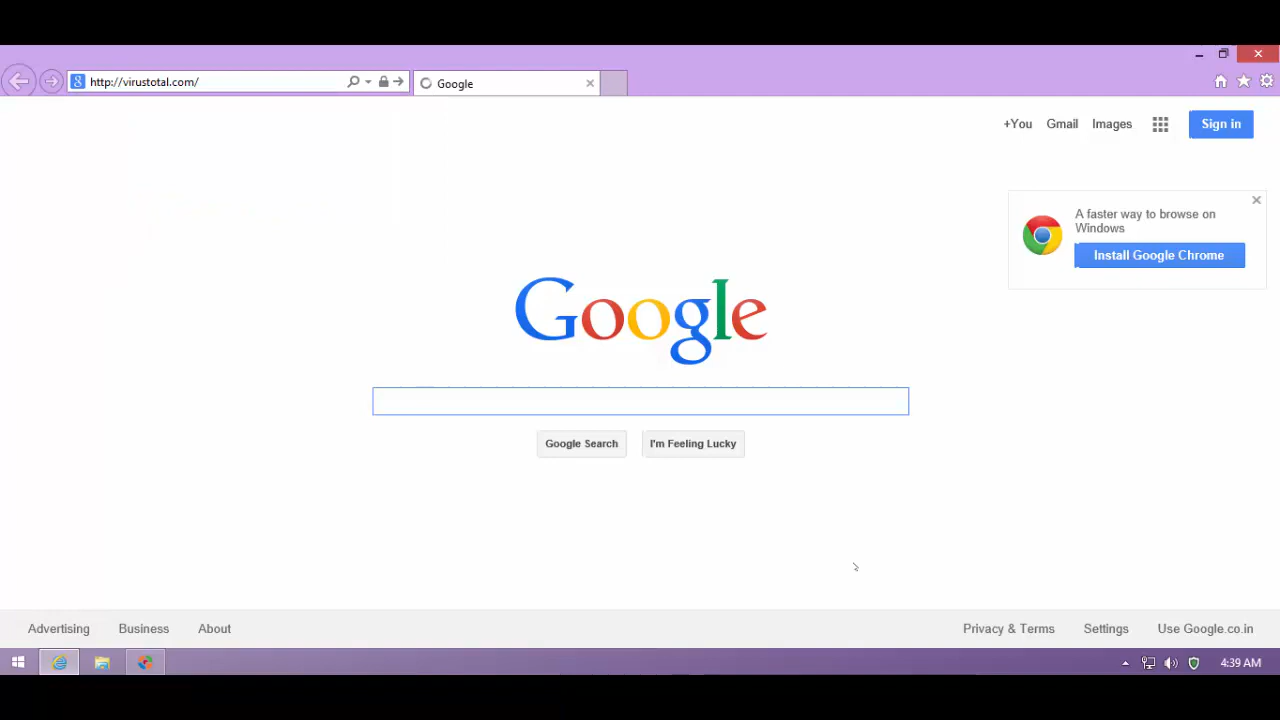 http://virustotal.com/
Google
+You Gmail Images Sign in
A faster way to browse on
Windows
Install Google Chrome
Google
Google Search I'm Feeling Lucky
Advertising Business About Privacy & Terms Settings Use Google.co.in
4:39 AM